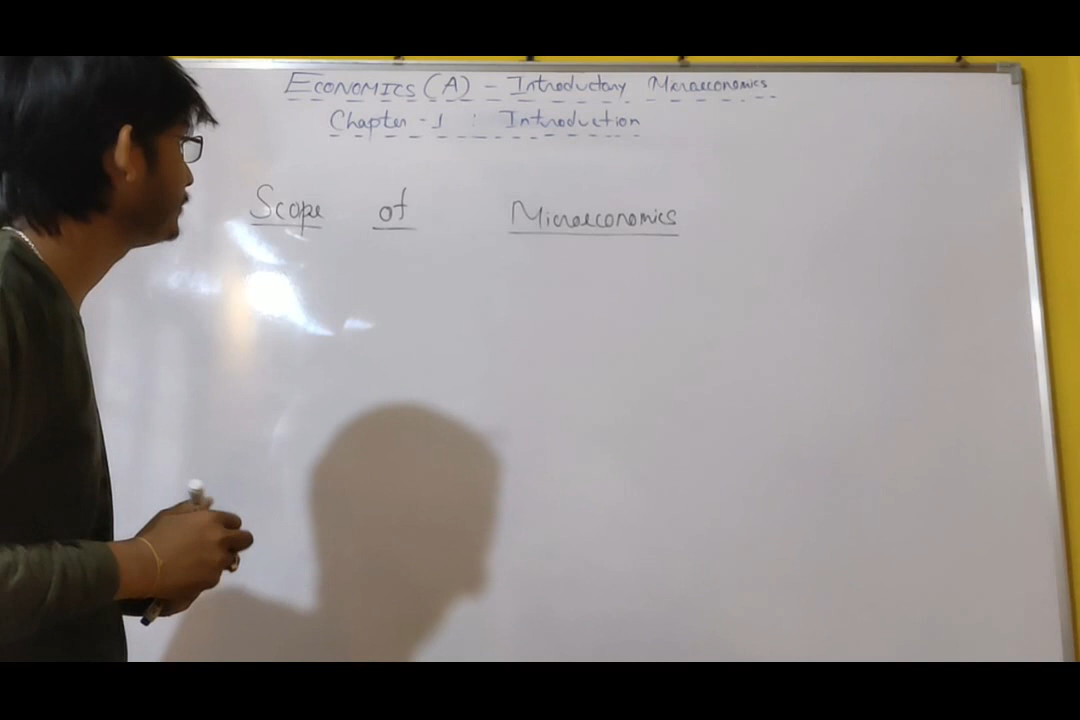 ECONOMICS (A) - Introductory Microeconomics
Chapter - 1 : Introduction
Scope of Microeconomics